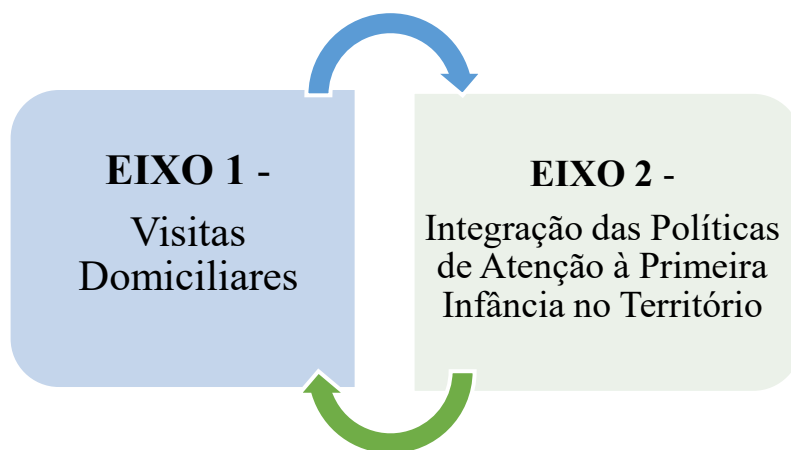 EIXO 1 -
Visitas
Domiciliares
EIXO 2 -
Integração das Políticas
de Atenção à Primeira
Infância no Território